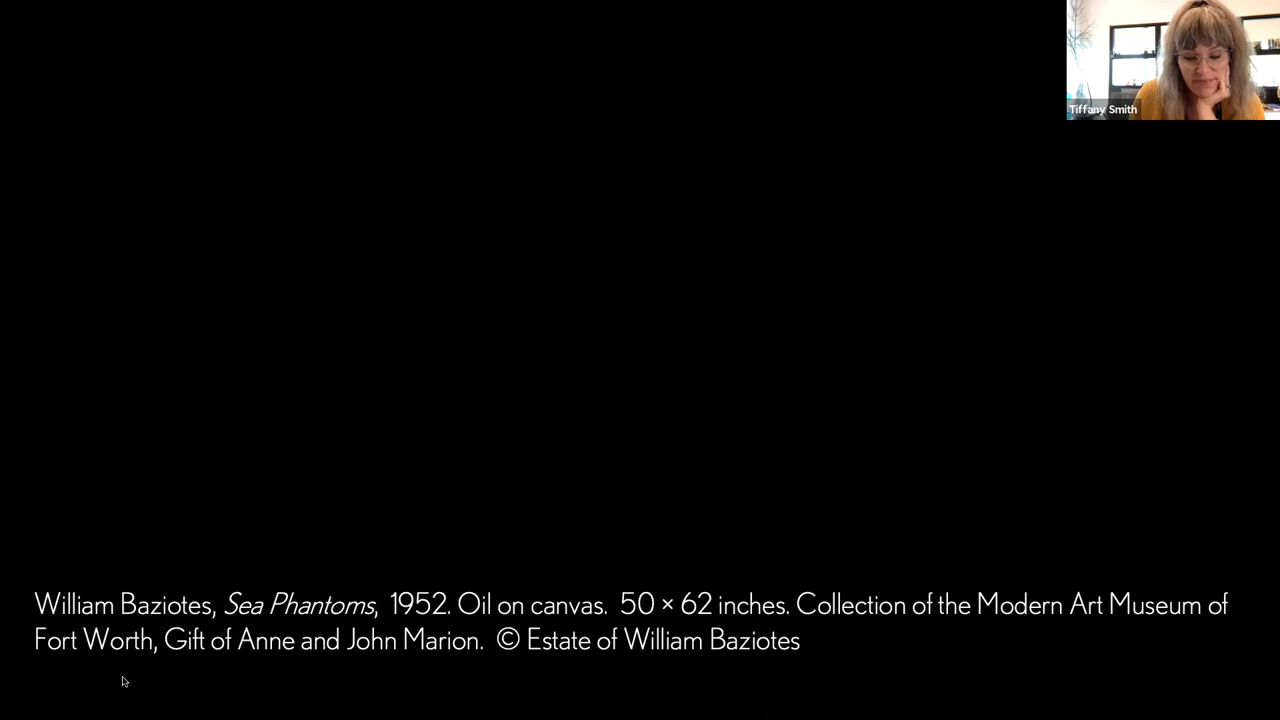 Tiffany Smith
William Baziotes, Sea Phantoms, 1952. Oil on canvas. 50 × 62 inches. Collection of the Modern Art Museum of
Fort Worth, Gift of Anne and John Marion. © Estate of William Baziotes